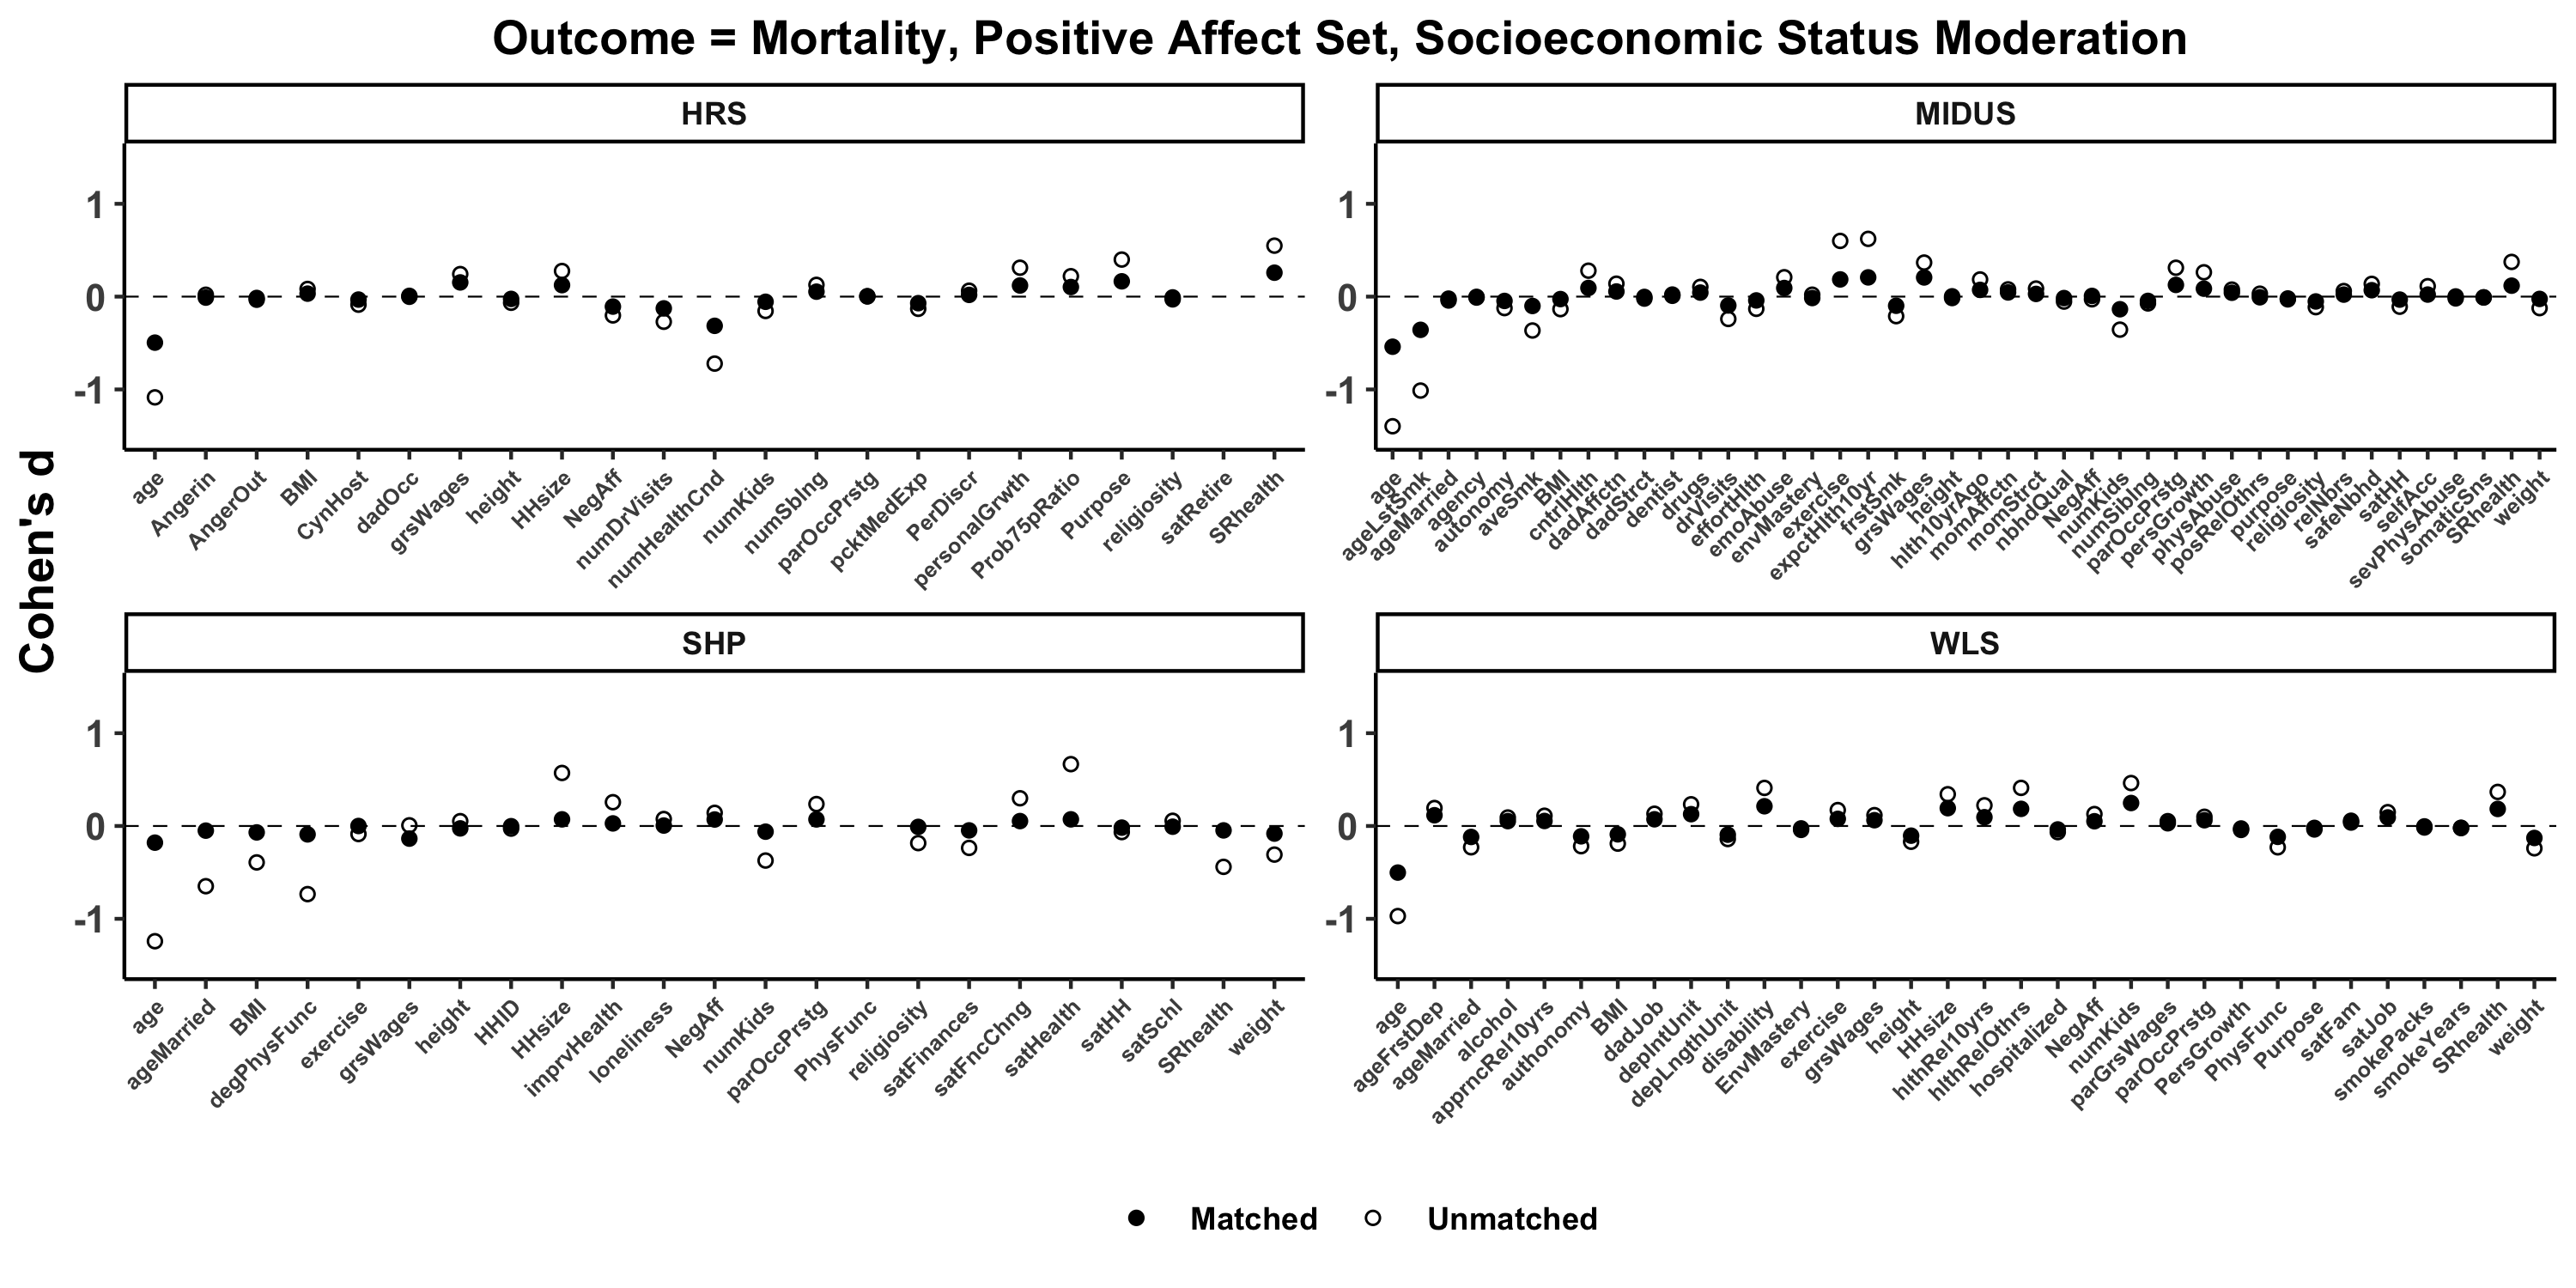 Outcome = Mortality, Positive Affect Set, Socioeconomic Status Moderation
Cohen's d
HRS
1
0
-1
age
Angerin
AngerOut
BMI
CynHost
dadOcc
grsWages
height
HHsize
NegAff
numDrVisits
numHealthCnd
numKids
numSblng
parOccPrstg
pcktMedExp
PerDiscr
personalGrwth
Prob75pRatio
Purpose
religiosity
satRetire
SRhealth
MIDUS
1
0
-1
age
ageLstSmk
ageMarried
agency
autonomy
aveSmk
BMI
cntrlHlth
dadAffctn
dadStrct
dentist
drugs
drVisits
effortHlth
emoAbuse
envMastery
exercise
expctHlth10yr
frstSmk
grsWages
height
hlth10yrAgo
momAffctn
momStrct
nbhdQual
NegAff
numKids
numSiblng
parOccPrstg
persGrowth
physAbuse
posRelOthrs
purpose
religiosity
relNbrs
safeNbhd
satHH
selfAcc
sevPhysAbuse
somaticSns
SRhealth
weight
SHP
1
0
-1
age
ageMarried
BMI
degPhysFunc
exercise
grsWages
height
HHID
HHsize
imprvHealth
loneliness
NegAff
numKids
parOccPrstg
PhysFunc
religiosity
satFinances
satFncChng
satHealth
satHH
satSchl
SRhealth
weight
WLS
1
0
-1
age
ageFrstDep
ageMarried
alcohol
apprncRel10yrs
authonomy
BMI
dadJob
depIntUnit
depLngthUnit
disability
EnvMastery
exercise
grsWages
height
HHsize
hlthRel10yrs
hlthRelOthrs
hospitalized
NegAff
numKids
parGrsWages
parOccPrstg
PersGrowth
PhysFunc
Purpose
satFam
satJob
smokePacks
smokeYears
SRhealth
weight
Matched
Unmatched